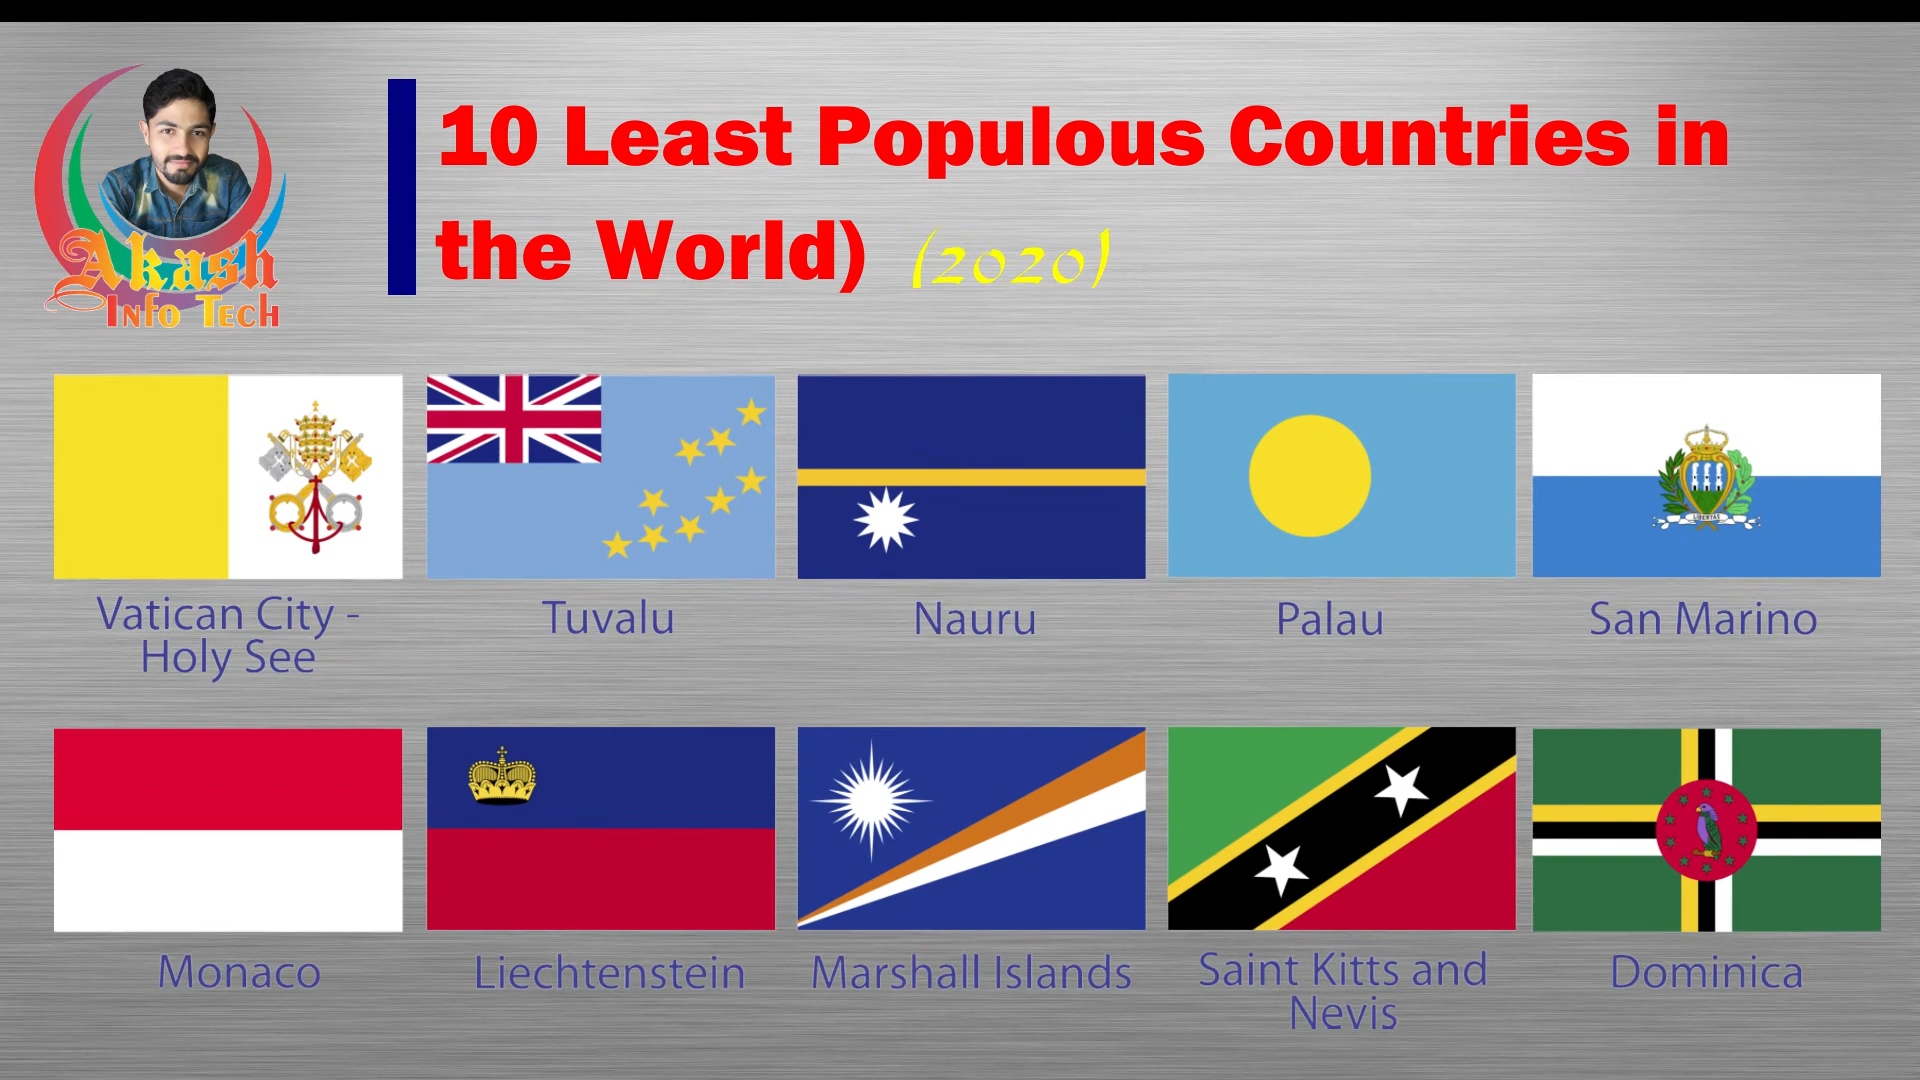 Akash
Info Tech
10 Least Populous Countries in
the World) (2020)
LIBERTAS
Vatican City -
Holy See
Tuvalu
Nauru
Palau
San Marino
Monaco
Liechtenstein
Marshall Islands
Saint Kitts and
Nevis
Dominica